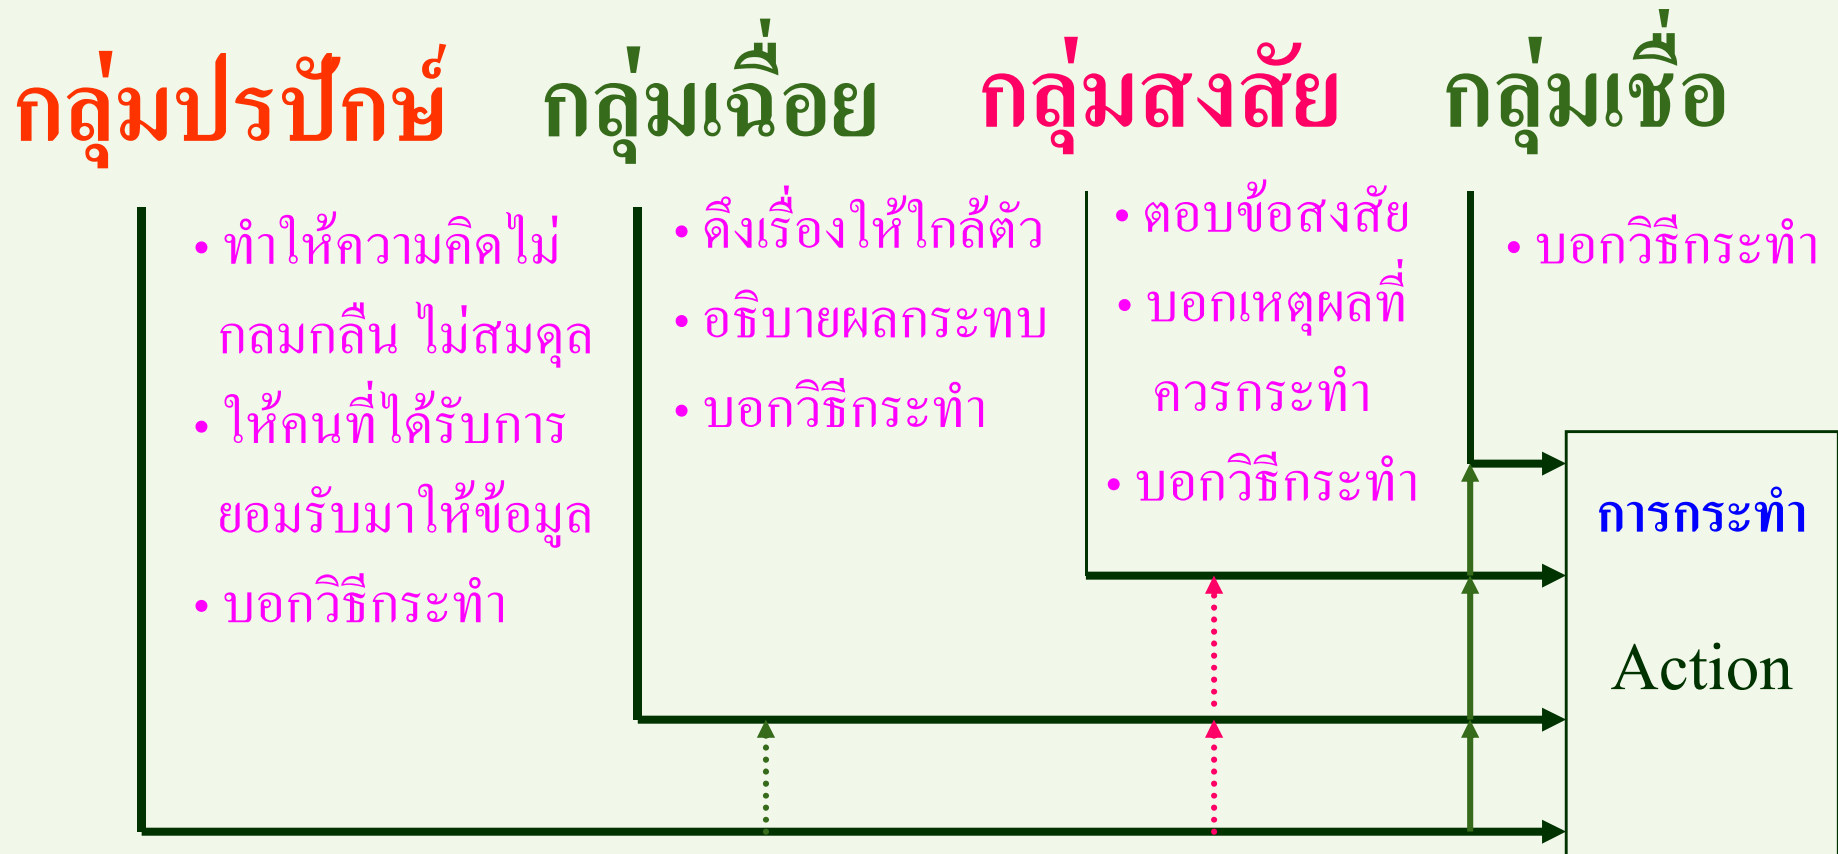 กลุ่มปรปักษ์ กลุ่มเฉื่อย กลุ่มสงสัย กลุ่มเชื่อ
• ทำให้ความคิดไม่
กลมกลืน ไม่สมดุล
• ให้คนที่ได้รับการ
ยอมรับมาให้ข้อมูล
• บอกวิธีกระทำ
• ดึงเรื่องให้ใกล้ตัว
• อธิบายผลกระทบ
• บอกวิธีกระทำ
• ตอบข้อสงสัย
• บอกเหตุผลที่
ควรกระทำ
• บอกวิธีกระทำ
• บอกวิธีกระทำ
การกระทำ
Action